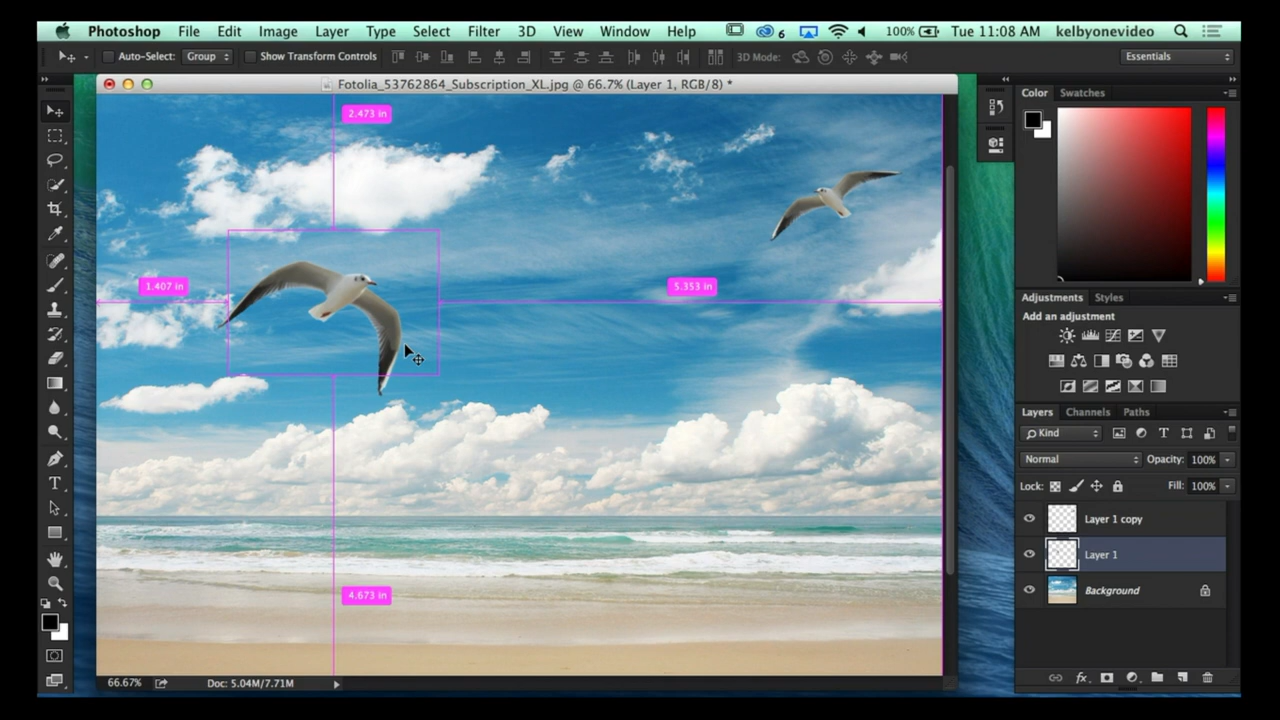 Photoshop File Edit Image Layer Type Select Filter 3D View Window Help 6 100% Tue 11:08 AM kelbyonevideo
Auto-Select: Group Show Transform Controls 3D Mode: Essentials
Fotolia_53762864_Subscription_XL.jpg @ 66.7% (Layer 1, RGB/8) *
2.473 in
1.407 in
5.353 in
4.673 in
66.67% Doc: 5.04M/7.71M
Color Swatches
Adjustments Styles
Add an adjustment
Layers Channels Paths
Kind T
Normal Opacity: 100%
Lock: Fill: 100%
Layer 1 copy
Layer 1
Background
fx